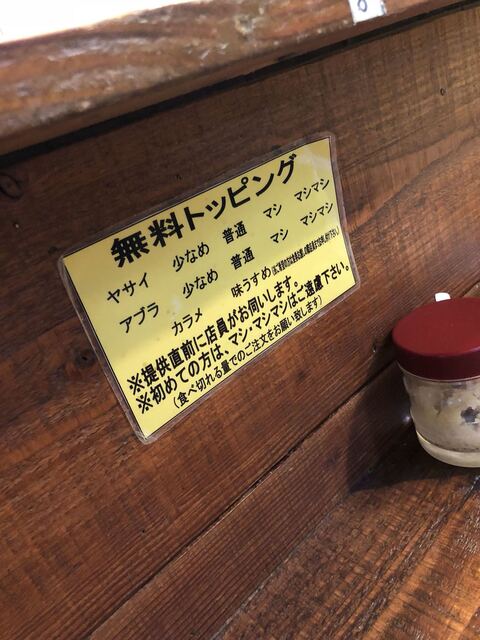 無料トッピング
ヤサイ 少なめ 普通 マシ マシマシ
アブラ 少なめ 普通 マシ マシマシ
カラメ 味うすめ
※提供直前に店員がお伺いします。
※初めての方は、マシ・マシマシはご遠慮下さい。
(食べ切れる量でのご注文をお願い致します)